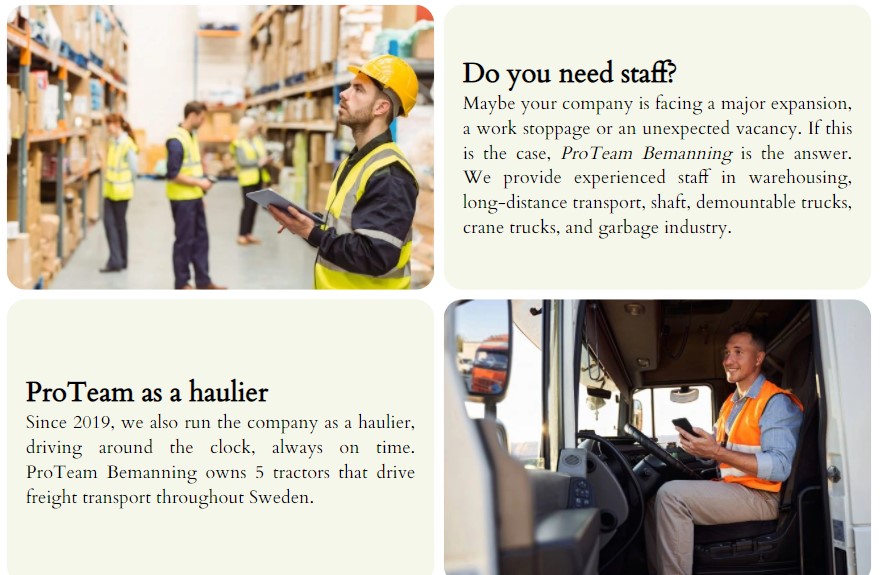 Do you need staff?
Maybe your company is facing a major expansion,
a work stoppage or an unexpected vacancy. If this
is the case, ProTeam Bemanning is the answer.
We provide experienced staff in warehousing,
long-distance transport, shaft, demountable trucks,
crane trucks, and garbage industry.
ProTeam as a haulier
Since 2019, we also run the company as a haulier,
driving around the clock, always on time.
ProTeam Bemanning owns 5 tractors that drive
freight transport throughout Sweden.